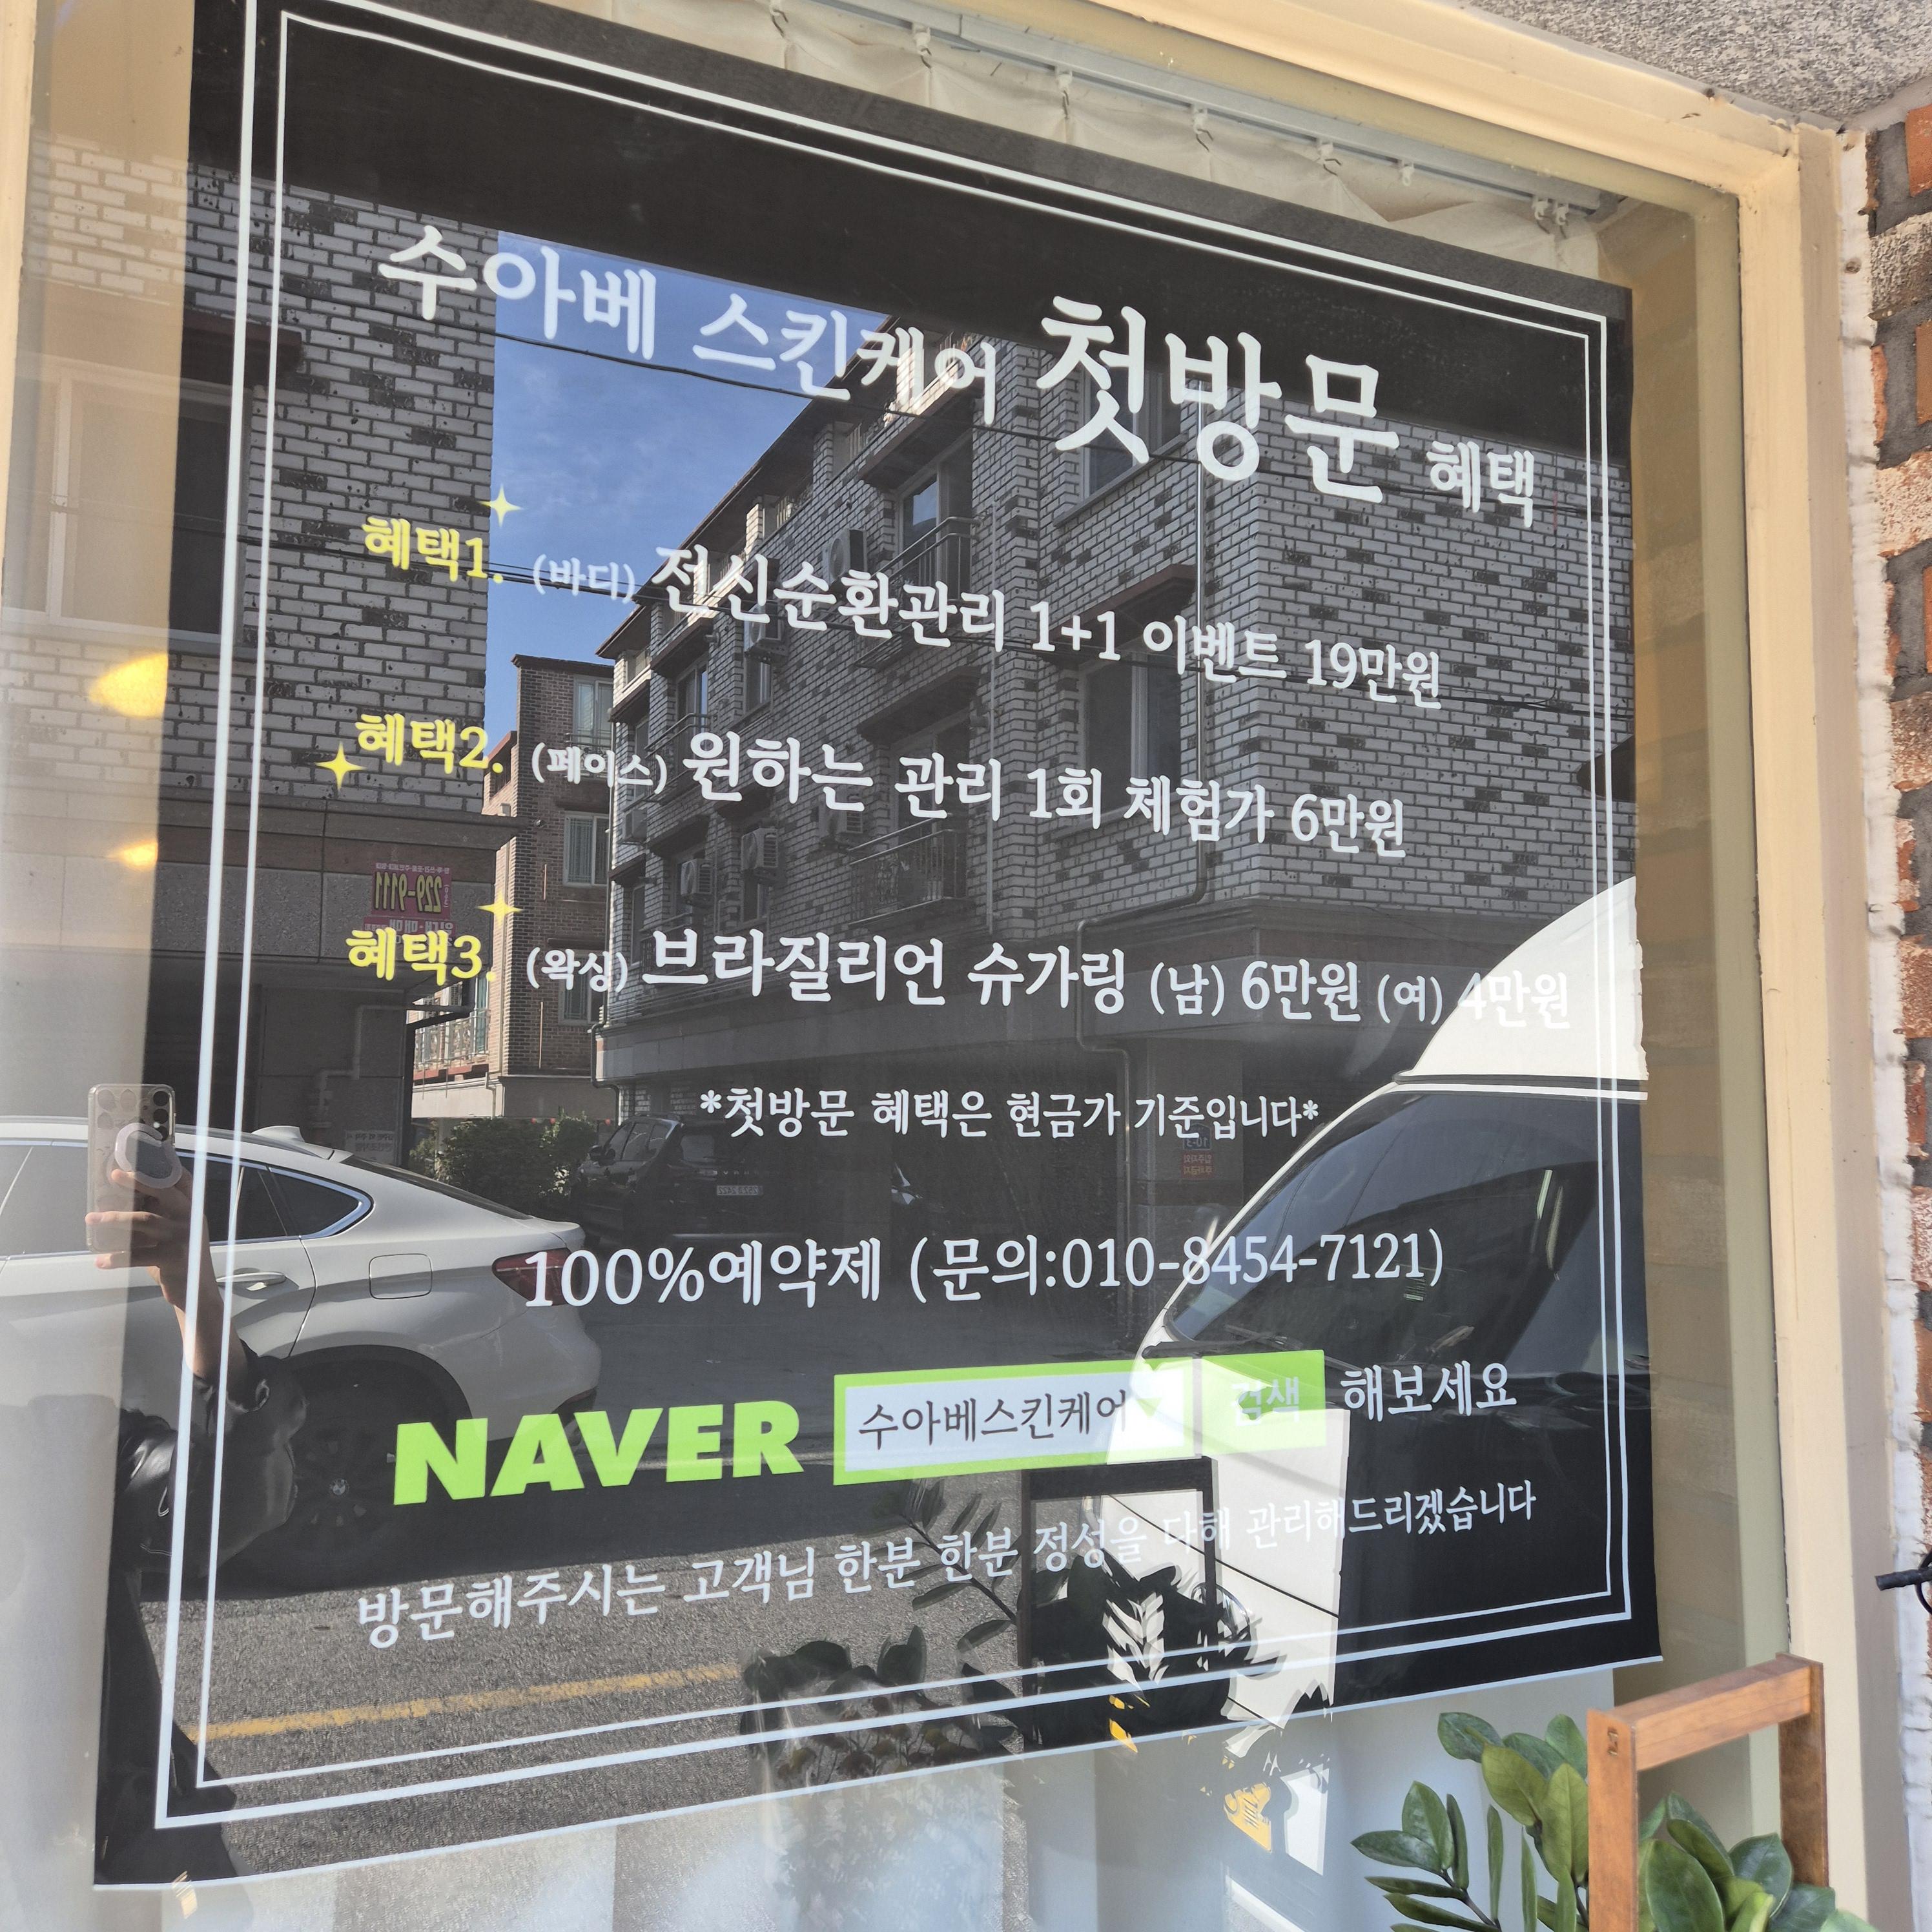 수아베 스킨케어 첫방문 혜택
혜택1. (바디) 전신순환관리 1+1 이벤트 19만원
혜택2. (페이스) 원하는 관리 1회 체험가 6만원
229-9111
혜택3. (왁싱) 브라질리언 슈가링 (남) 6만원 (여) 4만원
*첫방문 혜택은 현금가 기준입니다*
100%예약제 (문의:010-8454-7121)
NAVER 수아베스킨케어 검색 해보세요
방문해주시는 고객님 한분 한분 정성을 다해 관리해드리겠습니다